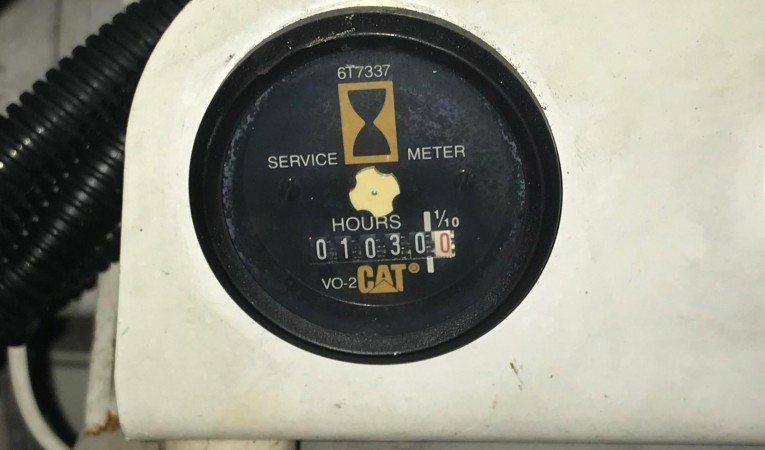 6T7337
SERVICE METER
HOURS 1/10
010300
VO-2 CAT®